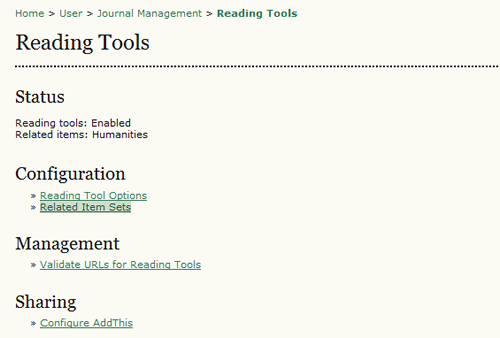 Home > User > Journal Management > Reading Tools
Reading Tools
Status
Reading tools: Enabled
Related items: Humanities
Configuration
» Reading Tool Options
» Related Item Sets
Management
» Validate URLs for Reading Tools
Sharing
» Configure AddThis